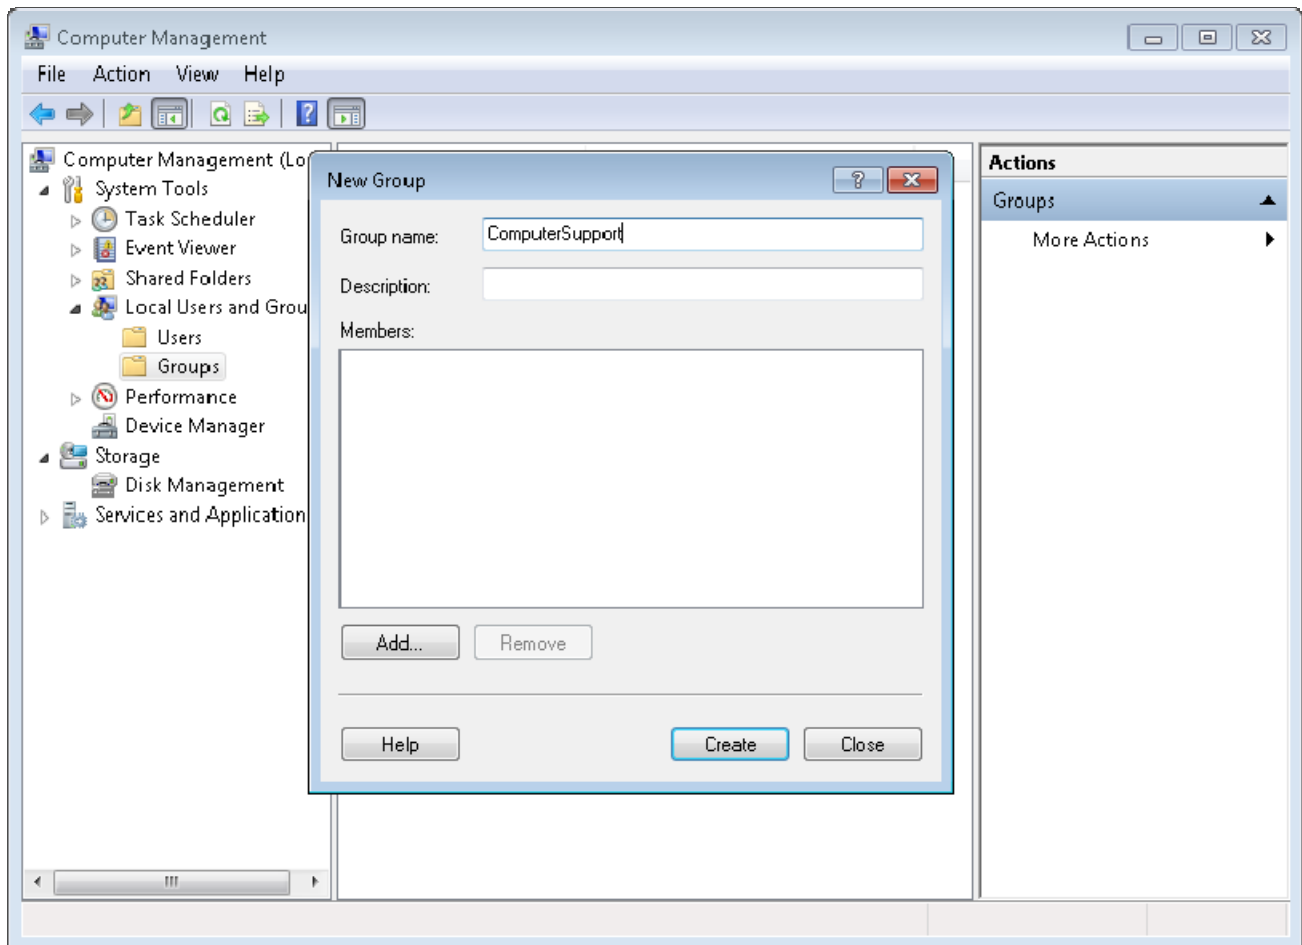 Computer Management
File Action View Help
Computer Management (Lo
System Tools
Task Scheduler
Event Viewer
Shared Folders
Local Users and Grou
Users
Groups
Performance
Device Manager
Storage
Disk Management
Services and Application
New Group
Group name:
ComputerSupport
Description:
Members:
Add...
Remove
Help
Create
Close
Actions
Groups
More Actions